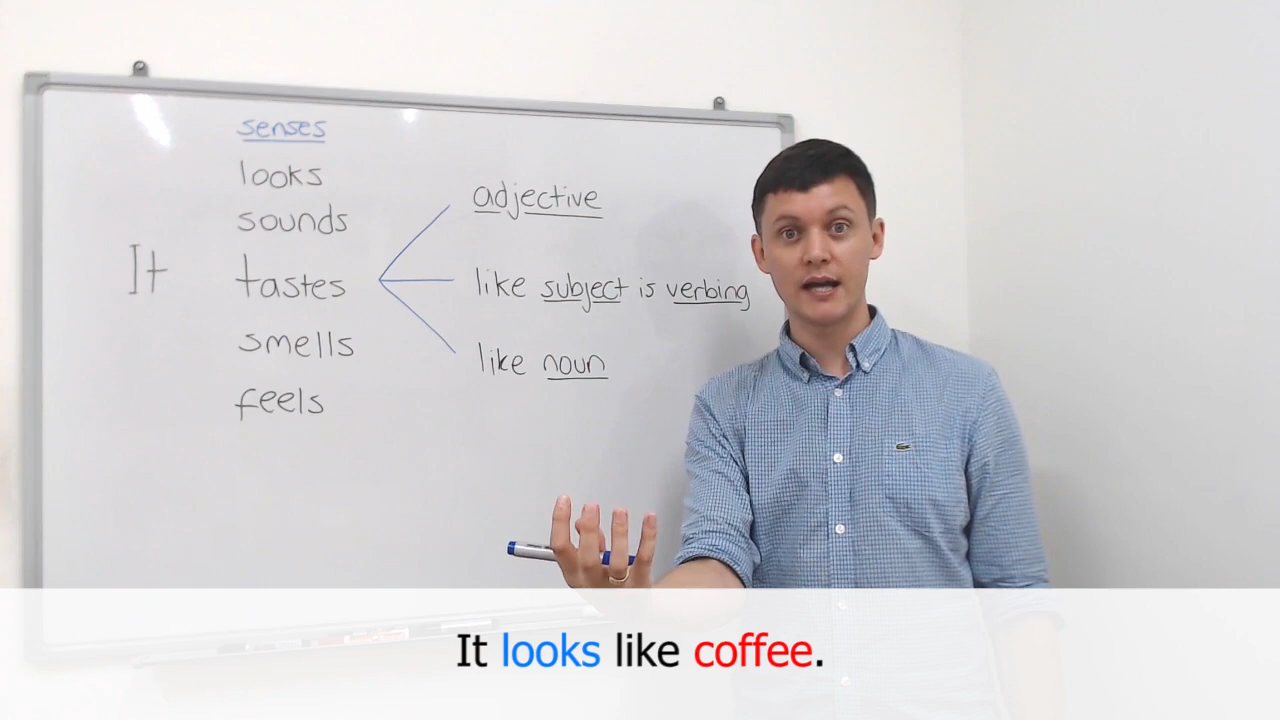 senses
looks
sounds
It
tastes
smells
feels
adjective
like subject is verbing
like noun
It looks like coffee.